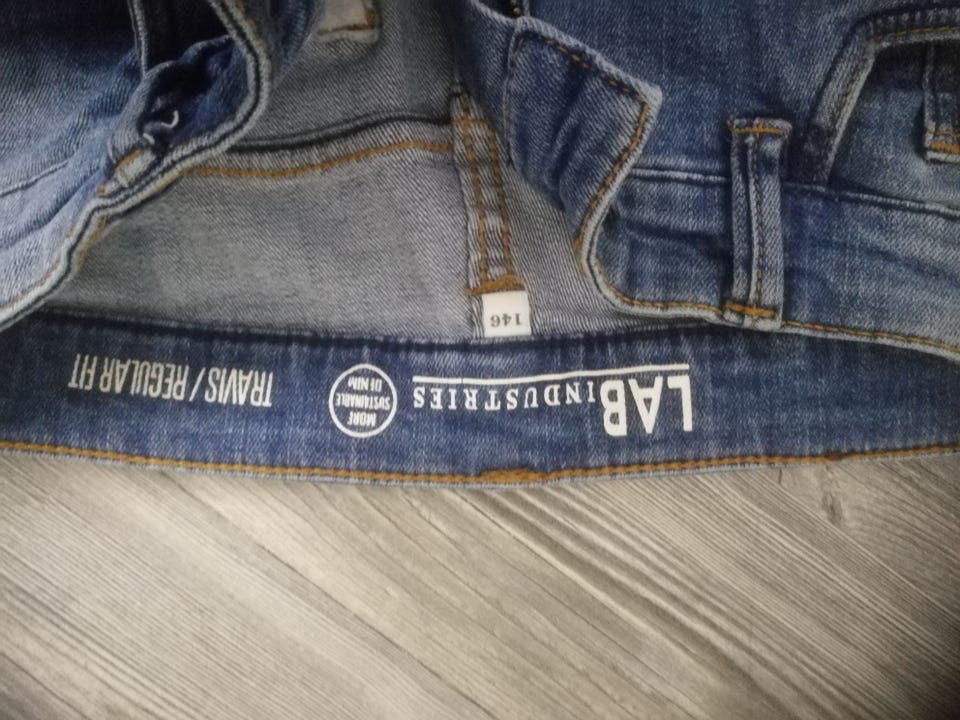 146
LAB INDUSTRIES
MORE
SUSTAINABLE
DENIM
TRAVIS / REGULAR FIT